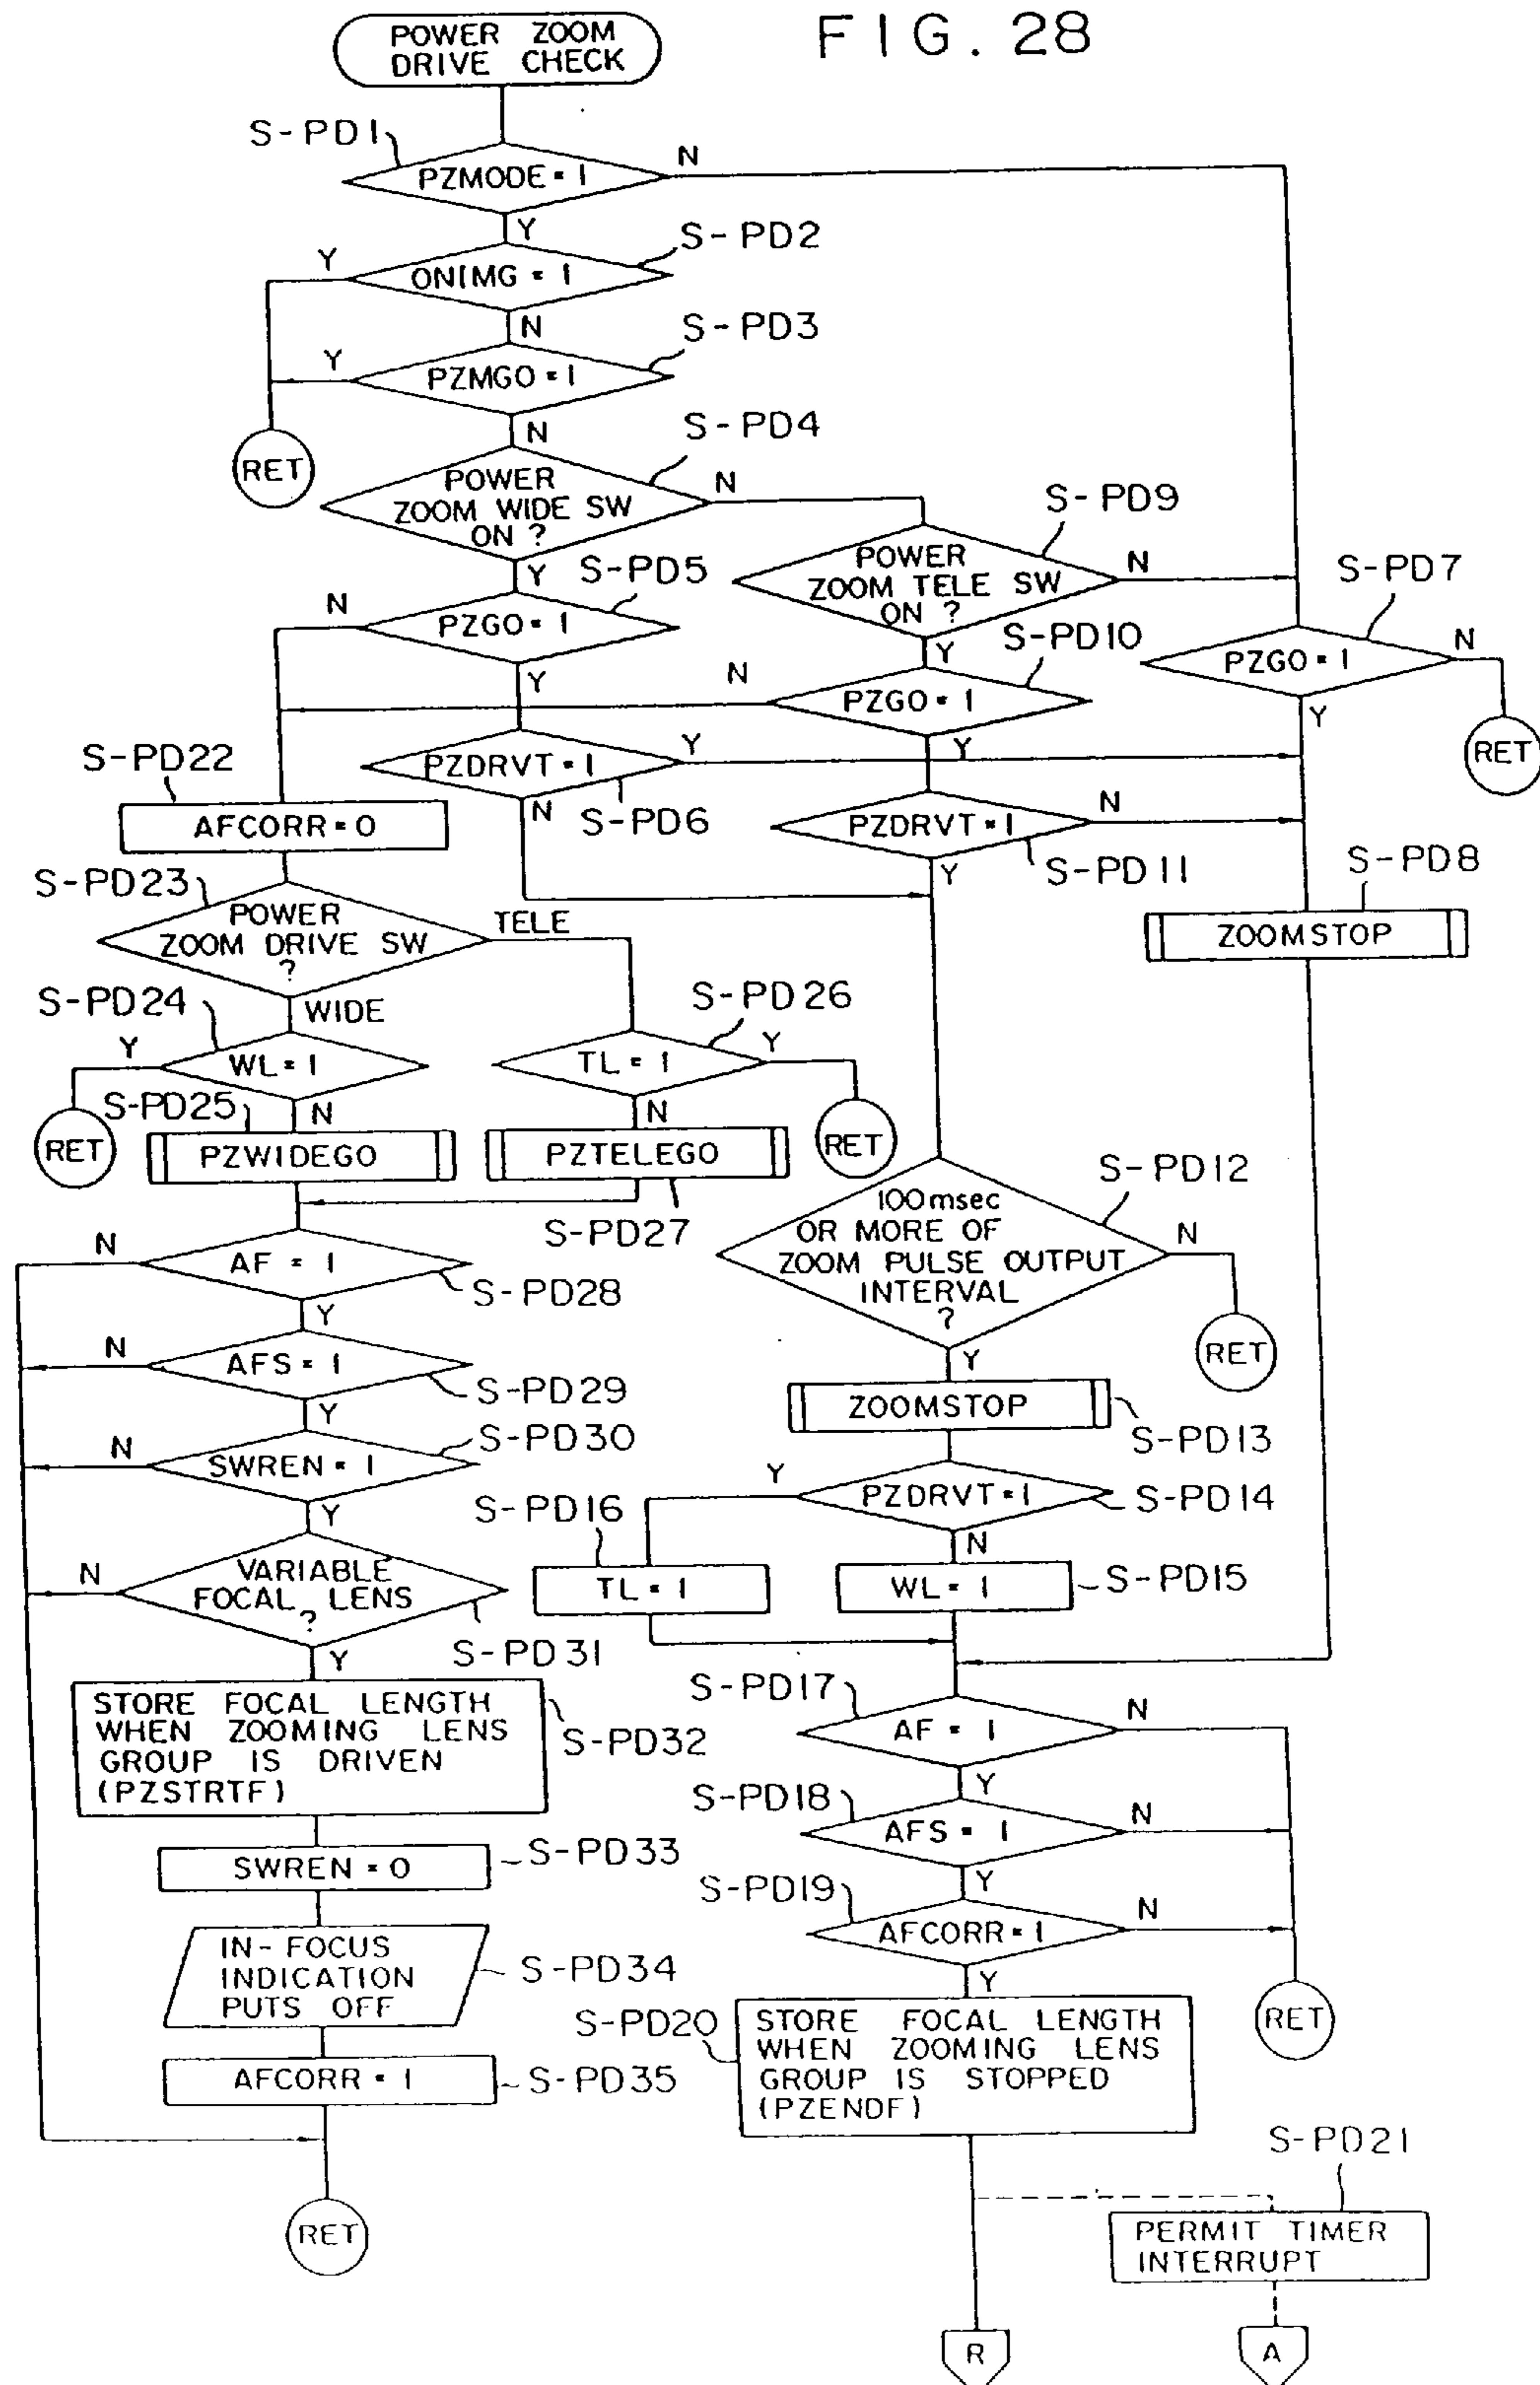 FIG. 28
POWER ZOOM
DRIVE CHECK
S-PD1
PZMODE = 1
N
Y
S-PD2
Y
ONIMG = 1
N
S-PD3
Y
PZMGO = 1
N
RET
S-PD4
POWER
ZOOM WIDE SW
ON ?
N
Y
S-PD9
POWER
ZOOM TELE SW
ON ?
N
Y
S-PD5
N
PZGO = 1
Y
S-PD7
PZGO = 1
N
Y
RET
S-PD10
N
PZGO = 1
Y
PZDRVT = 1
Y
N
S-PD6
PZDRVT = 1
N
Y
S-PD11
S-PD8
ZOOMSTOP
S-PD22
AFCORR = 0
S-PD23
POWER
ZOOM DRIVE SW
?
TELE
WIDE
S-PD24
Y
WL = 1
N
RET
S-PD26
TL = 1
Y
N
RET
S-PD25
PZWIDEGO
PZTELEGO
S-PD27
S-PD12
100msec
OR MORE OF
ZOOM PULSE OUTPUT
INTERVAL
?
N
Y
RET
N
AF = 1
Y
S-PD28
N
AFS = 1
Y
S-PD29
ZOOMSTOP
S-PD13
S-PD30
N
SWREN = 1
Y
Y
PZDRVT = 1
N
S-PD14
S-PD16
TL = 1
WL = 1
S-PD15
N
VARIABLE
FOCAL LENS
?
Y
S-PD31
STORE FOCAL LENGTH
WHEN ZOOMING LENS
GROUP IS DRIVEN
(PZSTRTF)
S-PD32
S-PD17
AF = 1
N
Y
S-PD18
AFS = 1
N
Y
SWREN = 0
S-PD33
S-PD19
AFCORR = 1
N
Y
RET
IN-FOCUS
INDICATION
PUTS OFF
S-PD34
S-PD20
STORE FOCAL LENGTH
WHEN ZOOMING LENS
GROUP IS STOPPED
(PZENDF)
AFCORR = 1
S-PD35
RET
S-PD21
PERMIT TIMER
INTERRUPT
R
A